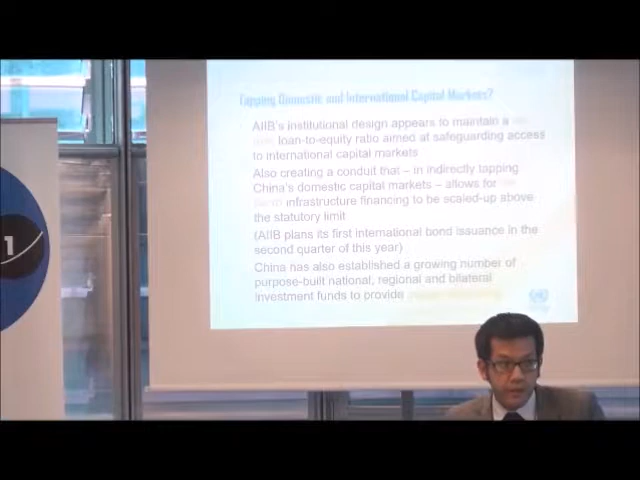 Tapping Domestic and International Capital Markets?
AIIB's institutional design appears to maintain a
loan-to-equity ratio aimed at safeguarding access
to international capital markets
Also creating a conduit that – in indirectly tapping
China's domestic capital markets – allows for
infrastructure financing to be scaled-up above
the statutory limit
(AIIB plans its first international bond issuance in the
second quarter of this year)
China has also established a growing number of
purpose-built national, regional and bilateral
investment funds to provide
1